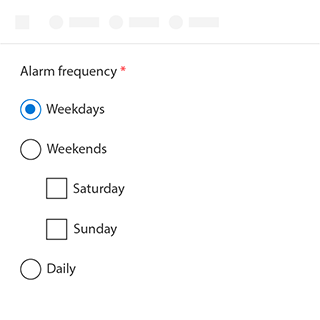 Alarm frequency *
Weekdays
Weekends
Saturday
Sunday
Daily